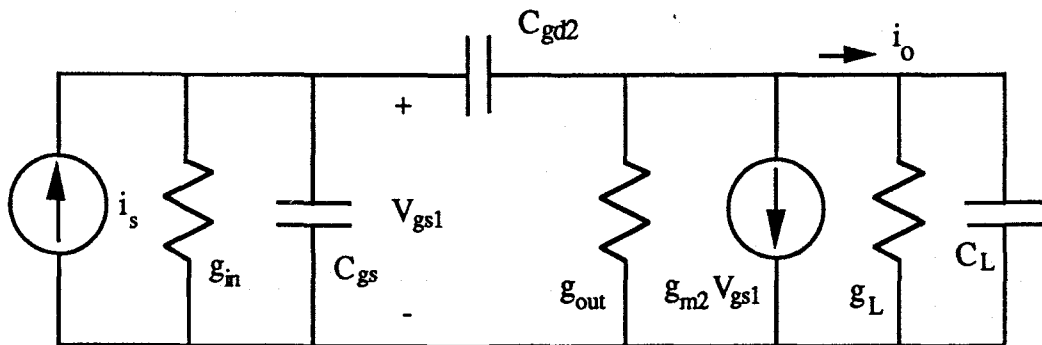 C_gd2
i_o
+
i_s
g_in
C_gs
V_gs1
-
g_out
g_m2 V_gs1
g_L
C_L